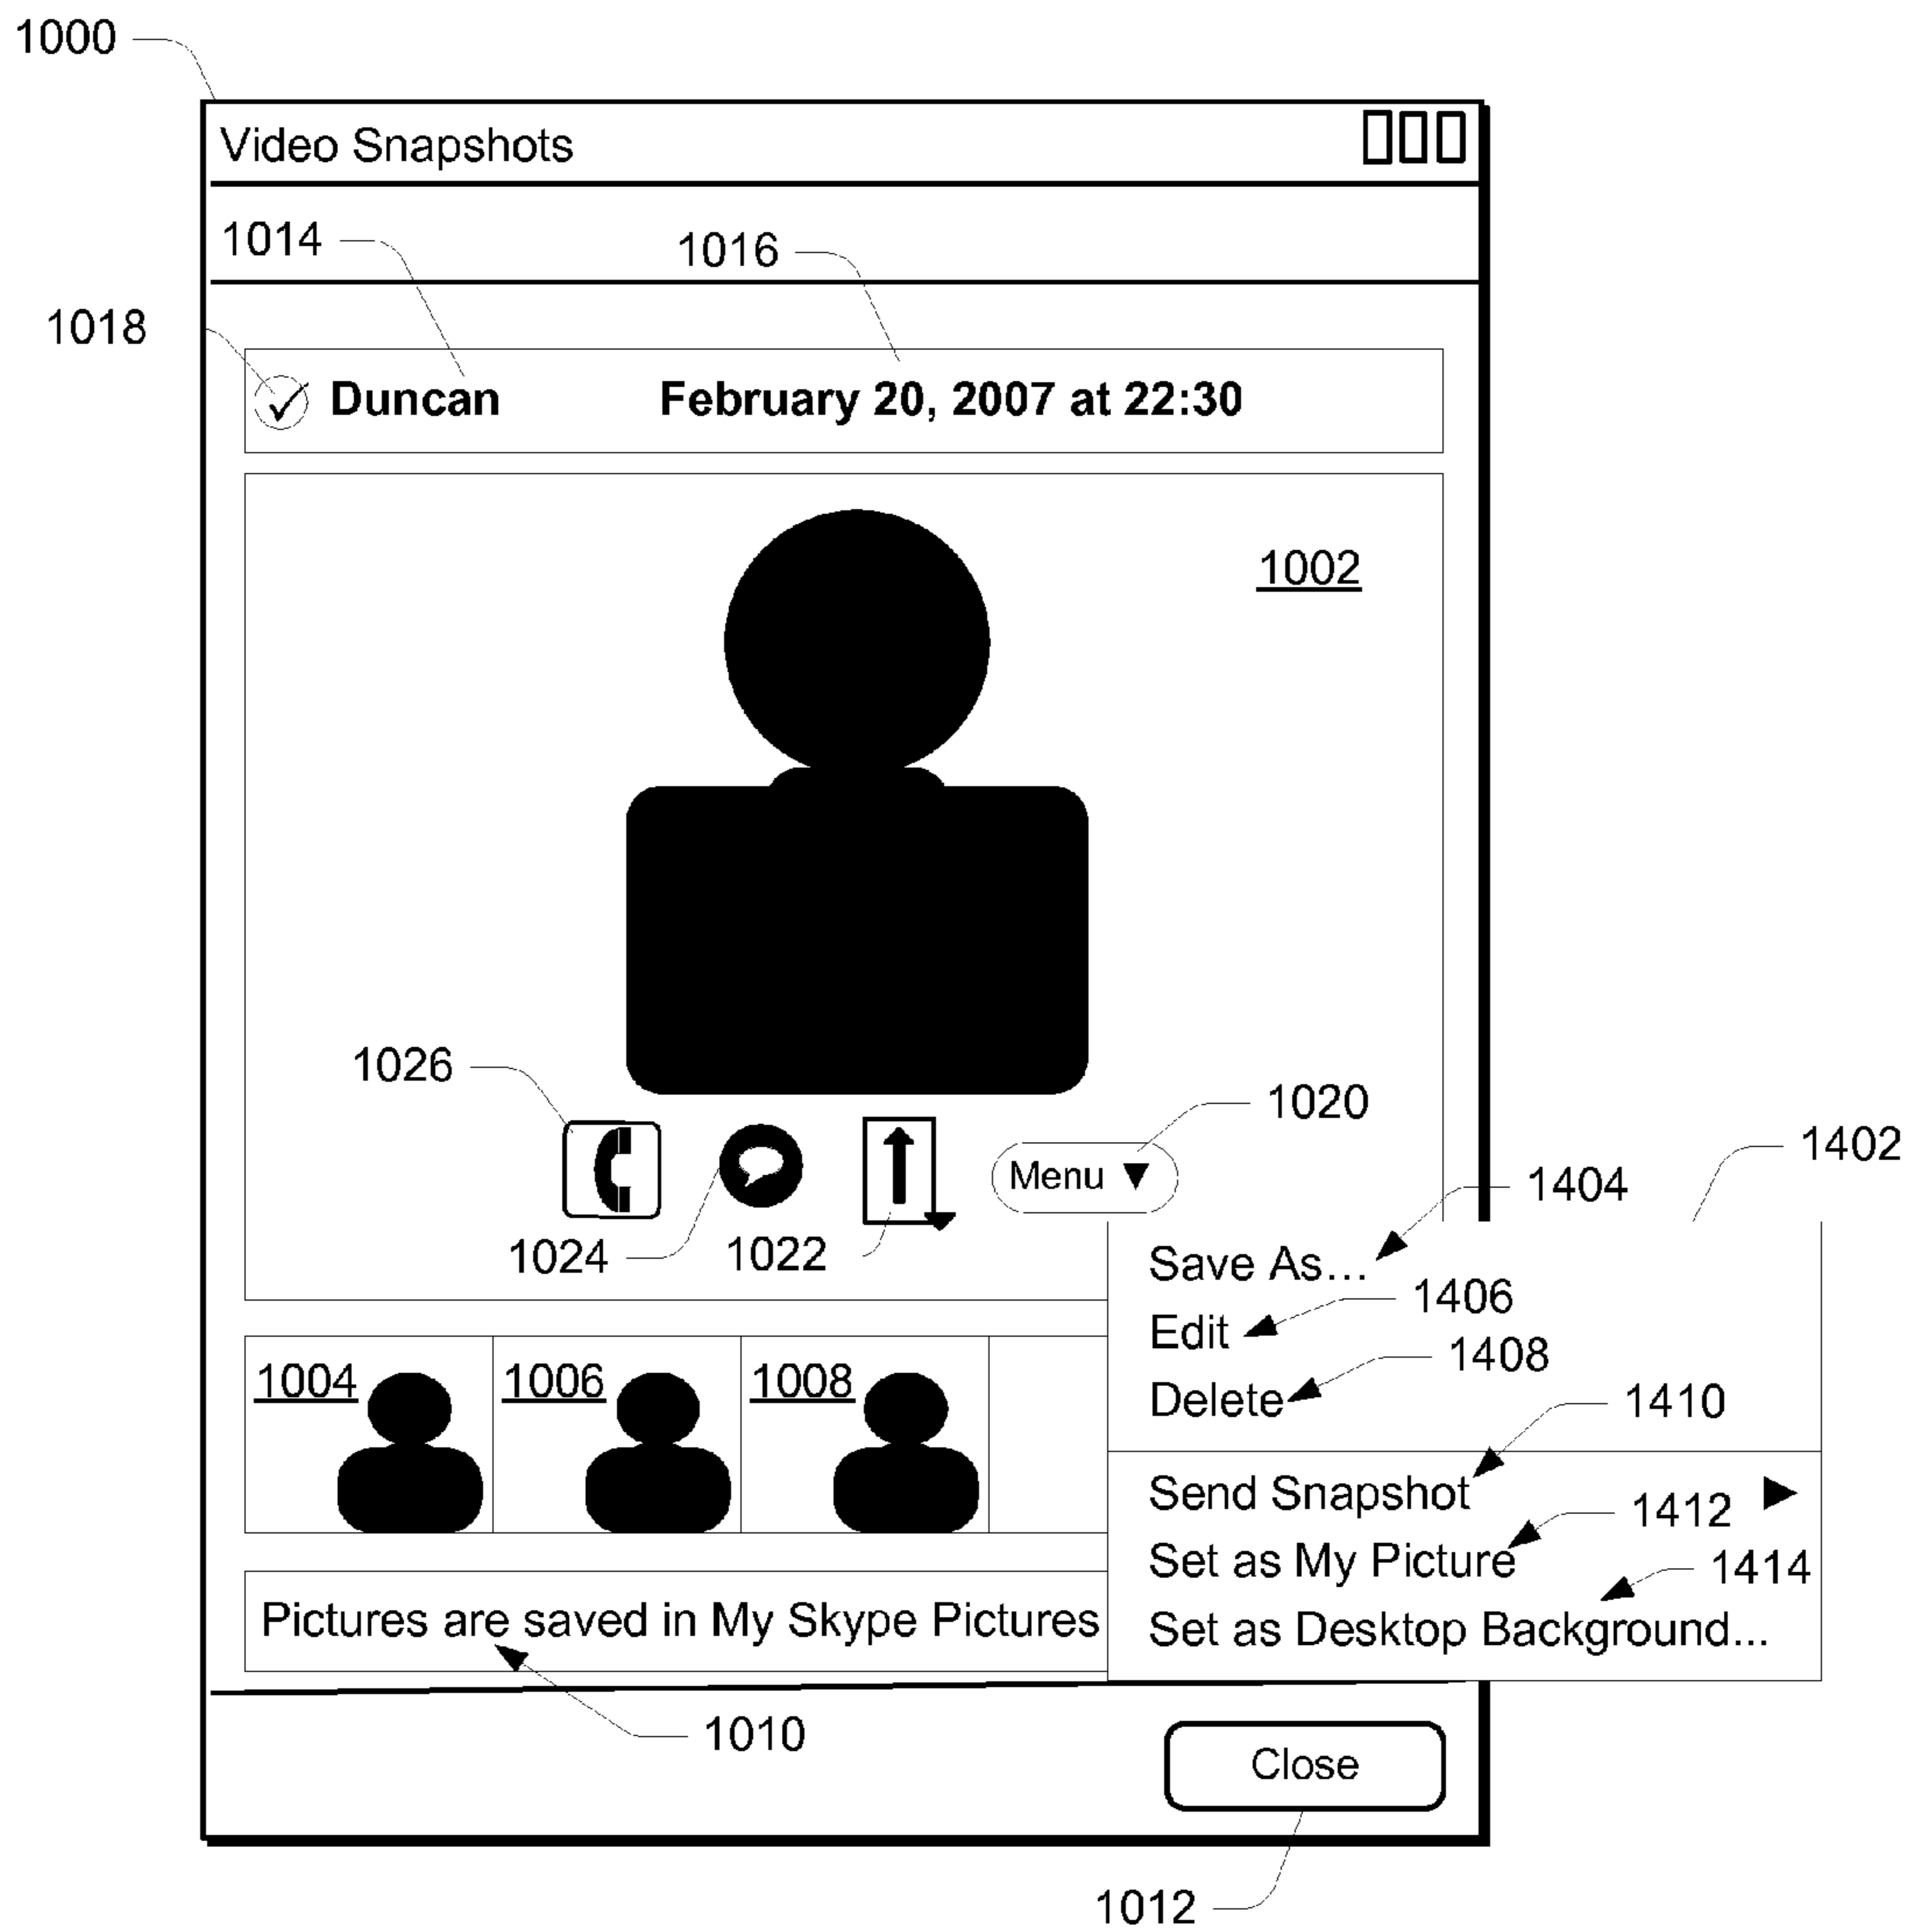 1000
Video Snapshots
1014
1016
1018
Duncan February 20, 2007 at 22:30
1002
1026
1020
1402
Menu
1404
1024
1022
Save As...
1406
Edit
1408
Delete
1004
1006
1008
1410
Send Snapshot
1412
Set as My Picture
1414
Pictures are saved in My Skype Pictures
Set as Desktop Background...
1010
Close
1012